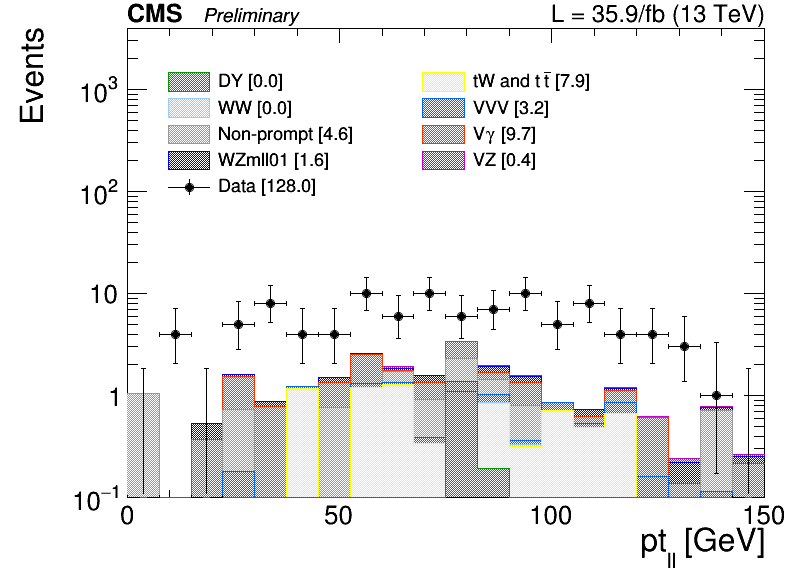 CMS Preliminary L = 35.9/fb (13 TeV)
Events
DY [0.0]
WW [0.0]
Non-prompt [4.6]
WZmll01 [1.6]
Data [128.0]
tW and tt̅ [7.9]
VVV [3.2]
Vγ [9.7]
VZ [0.4]
10³
10²
10
1
10⁻¹
0 50 100 150
pt_ll [GeV]